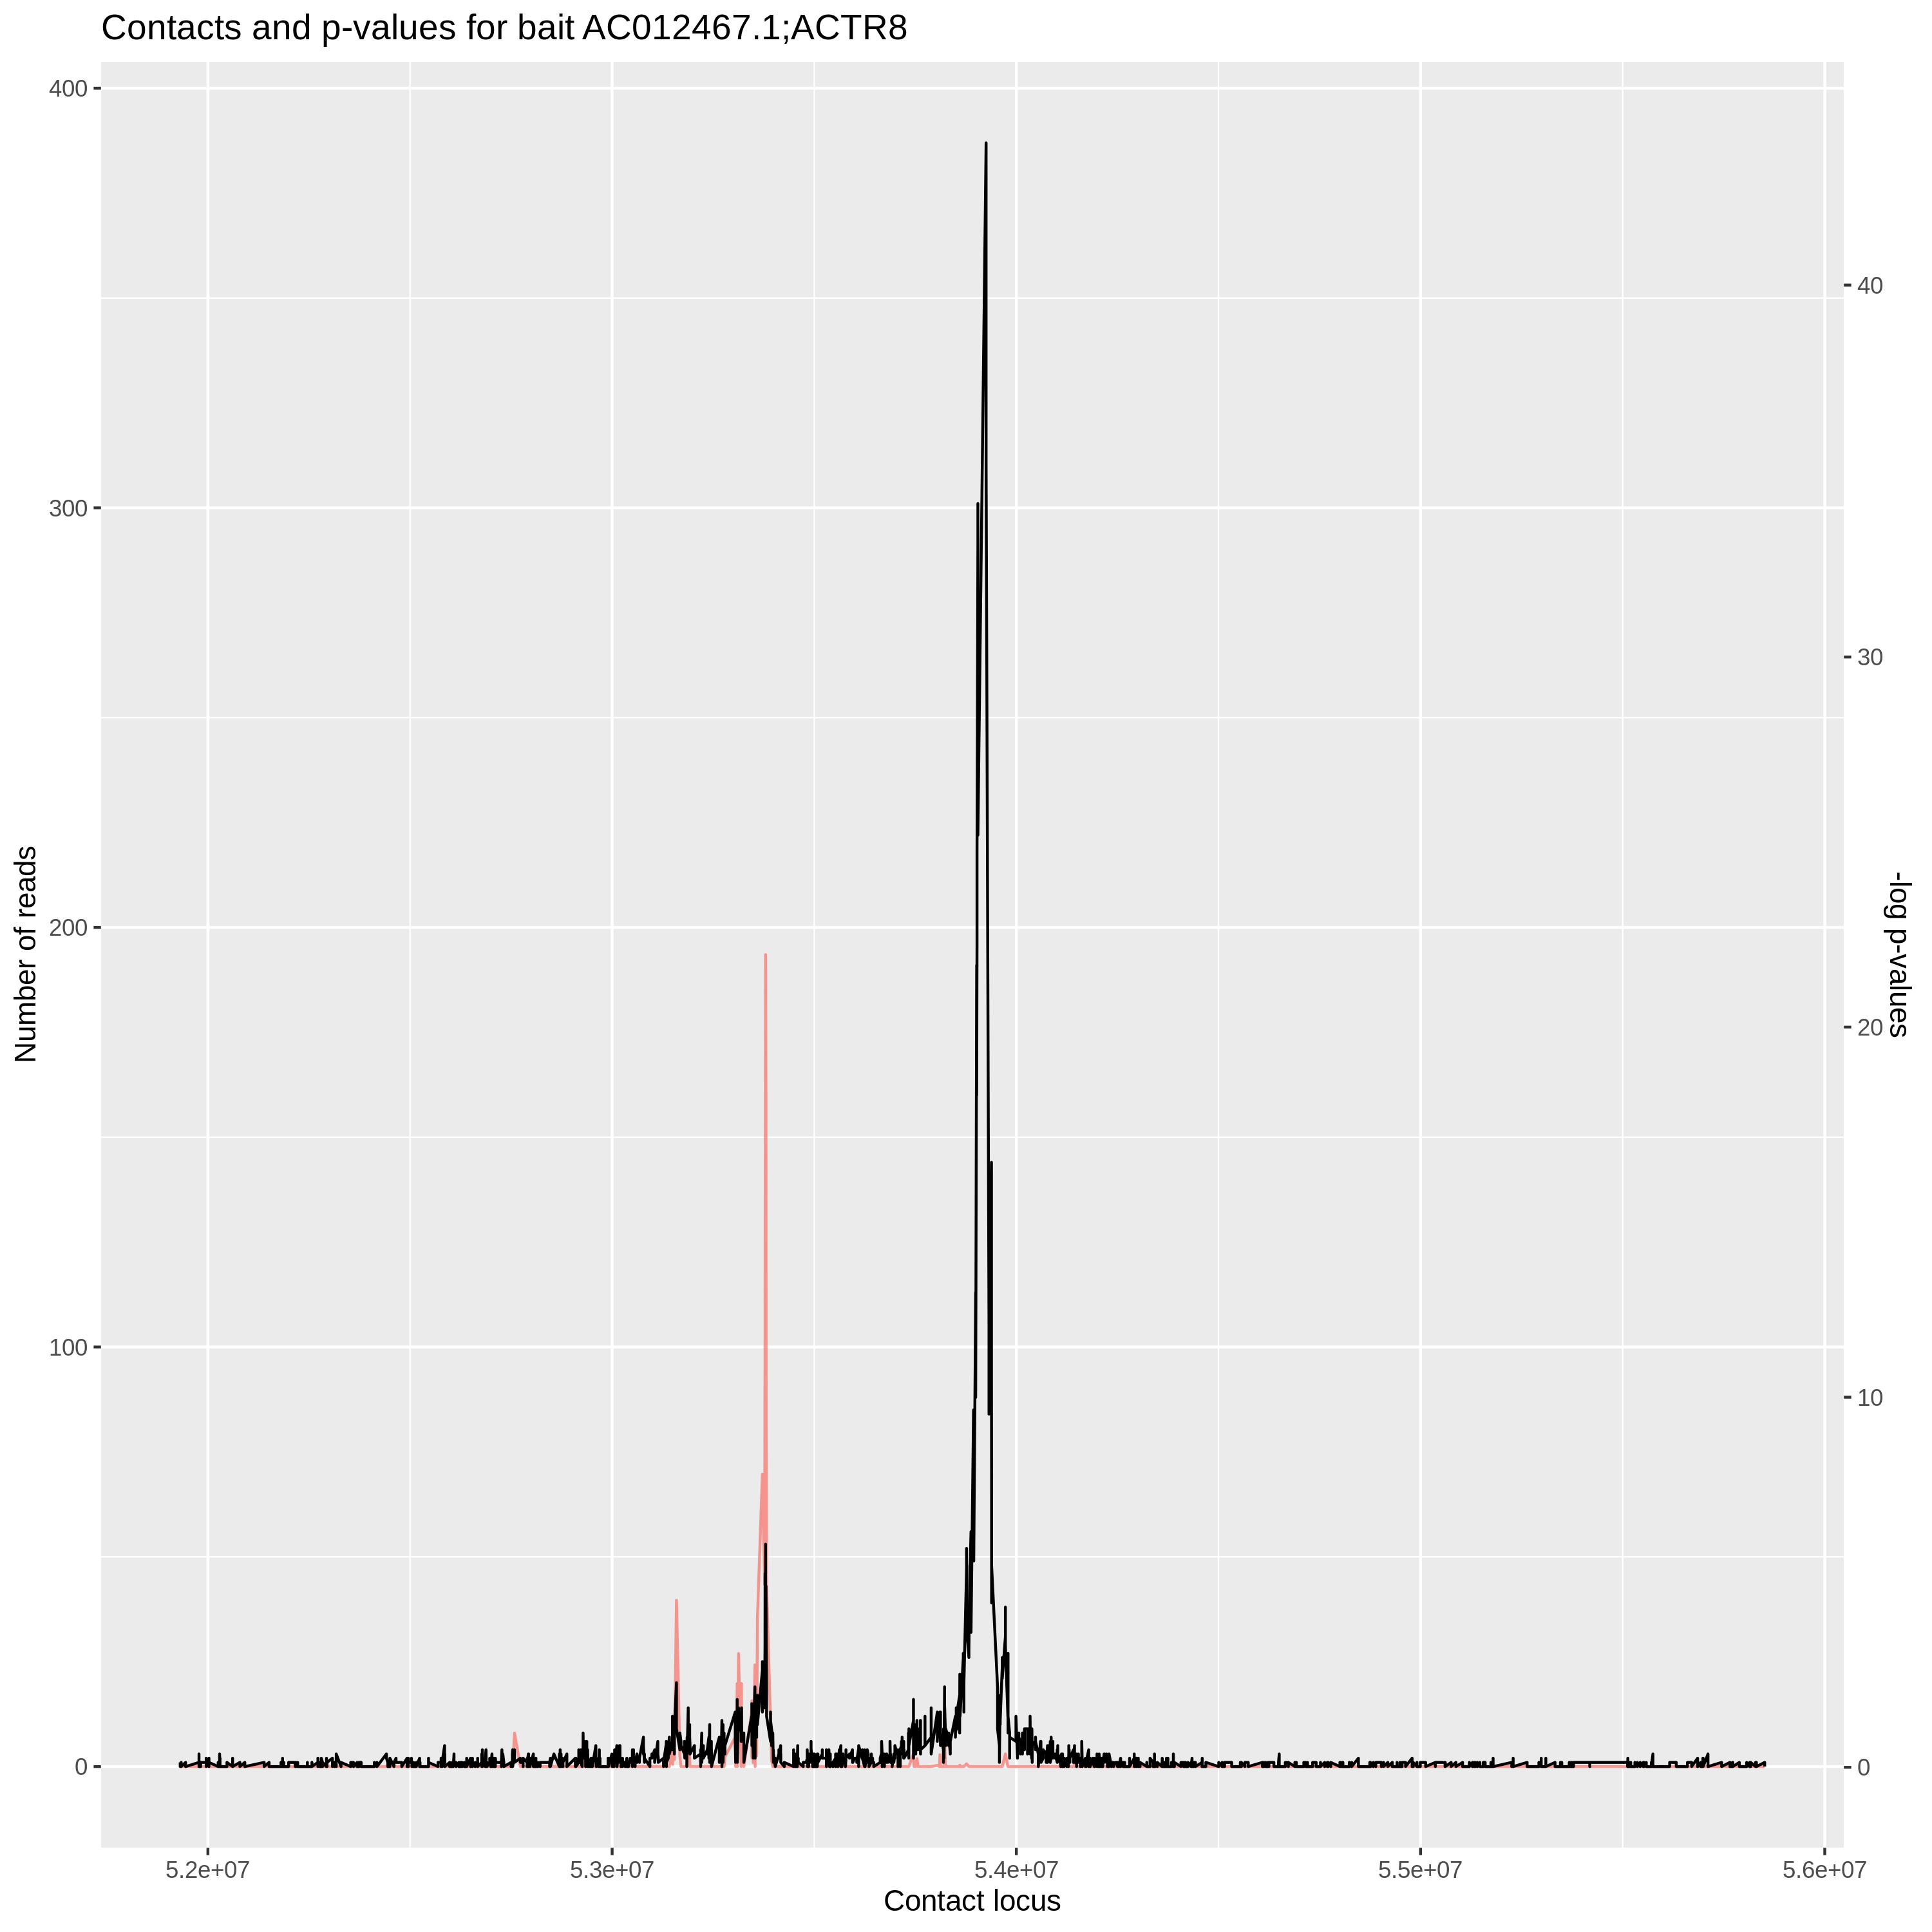 Contacts and p-values for bait AC012467.1;ACTR8
400
300
200
100
0
Number of reads
40
30
20
10
0
-log p-values
5.2e+07 5.3e+07 5.4e+07 5.5e+07 5.6e+07
Contact locus